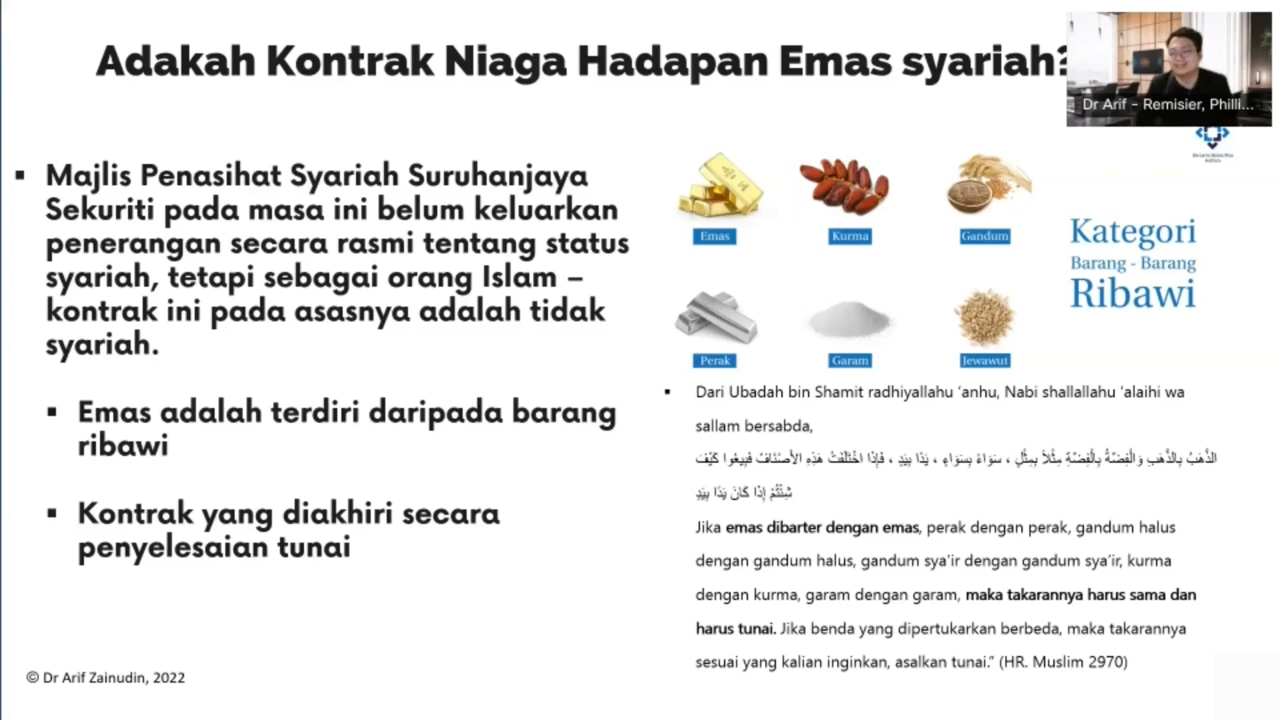 Adakah Kontrak Niaga Hadapan Emas syariah?
Dr Arif - Remisier, Philli...
▪ Majlis Penasihat Syariah Suruhanjaya
Sekuriti pada masa ini belum keluarkan
penerangan secara rasmi tentang status
syariah, tetapi sebagai orang Islam –
kontrak ini pada asasnya adalah tidak
syariah.
▪ Emas adalah terdiri daripada barang
ribawi
▪ Kontrak yang diakhiri secara
penyelesaian tunai
Emas
Kurma
Gandum
Perak
Garam
Jewawut
Kategori
Barang - Barang
Ribawi
▪ Dari Ubadah bin Shamit radhiyallahu ‘anhu, Nabi shallallahu ‘alaihi wa
sallam bersabda,
الذَّهَبُ بِالذَّهَبِ وَالْفِضَّةُ بِالْفِضَّةِ مِثْلاً بِمِثْلٍ ، سَوَاءً بِسَوَاءٍ ، يَدًا بِيَدٍ ، فَإِذَا اخْتَلَفَتْ هَذِهِ الأَصْنَافُ فَبِيعُوا كَيْفَ
شِئْتُمْ إِذَا كَانَ يَدًا بِيَدٍ
Jika emas dibarter dengan emas, perak dengan perak, gandum halus
dengan gandum halus, gandum sya’ir dengan gandum sya’ir, kurma
dengan kurma, garam dengan garam, maka takarannya harus sama dan
harus tunai. Jika benda yang dipertukarkan berbeda, maka takarannya
sesuai yang kalian inginkan, asalkan tunai.” (HR. Muslim 2970)
© Dr Arif Zainudin, 2022